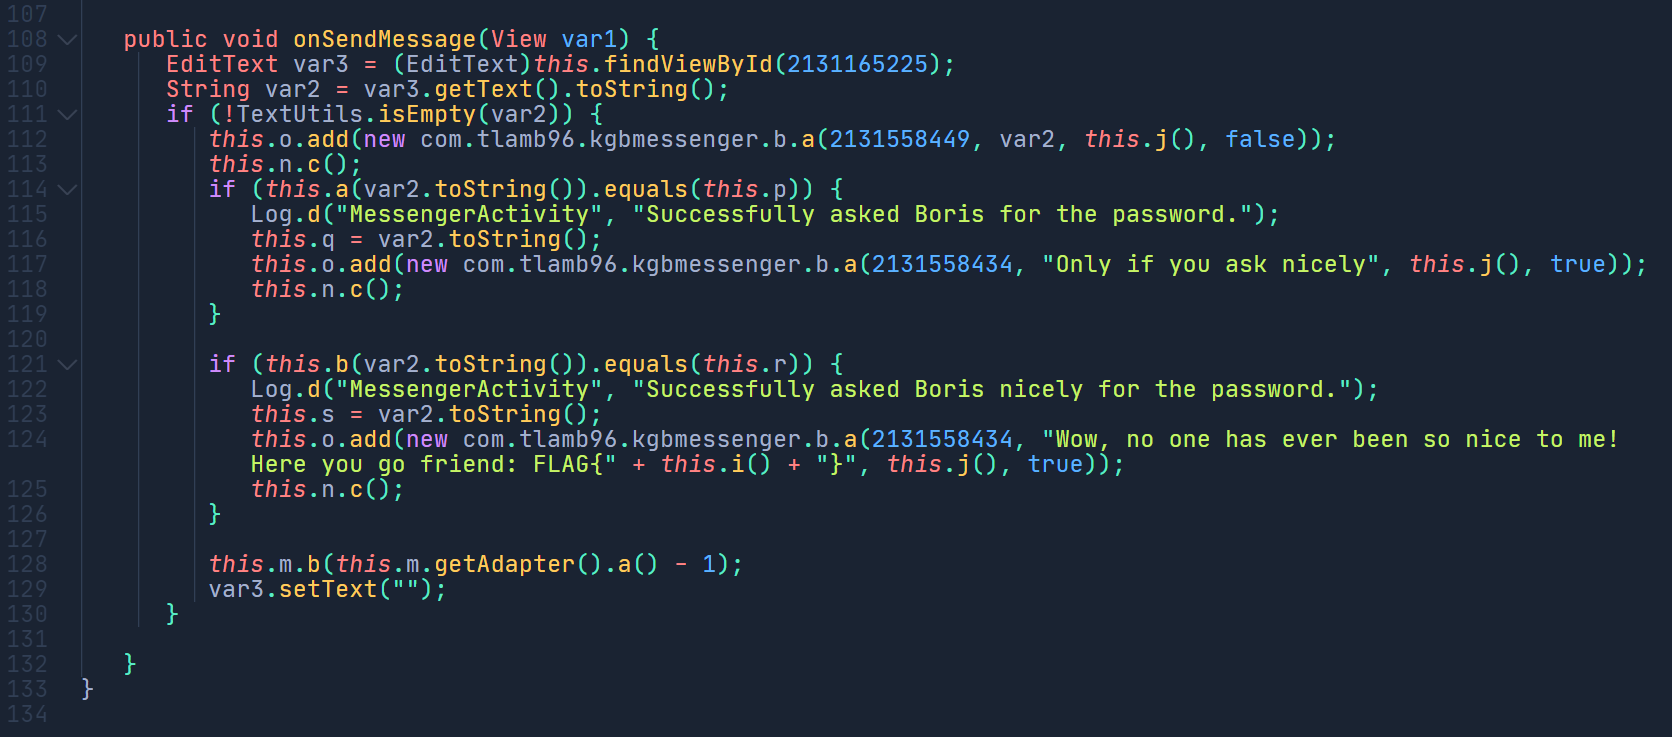 107
108 public void onSendMessage(View var1) {
109 EditText var3 = (EditText)this.findViewById(2131165225);
110 String var2 = var3.getText().toString();
111 if (!TextUtils.isEmpty(var2)) {
112 this.o.add(new com.tlamb96.kgbmessenger.b.a(2131558449, var2, this.j(), false));
113 this.n.c();
114 if (this.a(var2.toString()).equals(this.p)) {
115 Log.d("MessengerActivity", "Successfully asked Boris for the password.");
116 this.q = var2.toString();
117 this.o.add(new com.tlamb96.kgbmessenger.b.a(2131558434, "Only if you ask nicely", this.j(), true));
118 this.n.c();
119 }
120
121 if (this.b(var2.toString()).equals(this.r)) {
122 Log.d("MessengerActivity", "Successfully asked Boris nicely for the password.");
123 this.s = var2.toString();
124 this.o.add(new com.tlamb96.kgbmessenger.b.a(2131558434, "Wow, no one has ever been so nice to me!
Here you go friend: FLAG{" + this.i() + "}", this.j(), true));
125 this.n.c();
126 }
127
128 this.m.b(this.m.getAdapter().a() - 1);
129 var3.setText("");
130 }
131
132 }
133 }
134